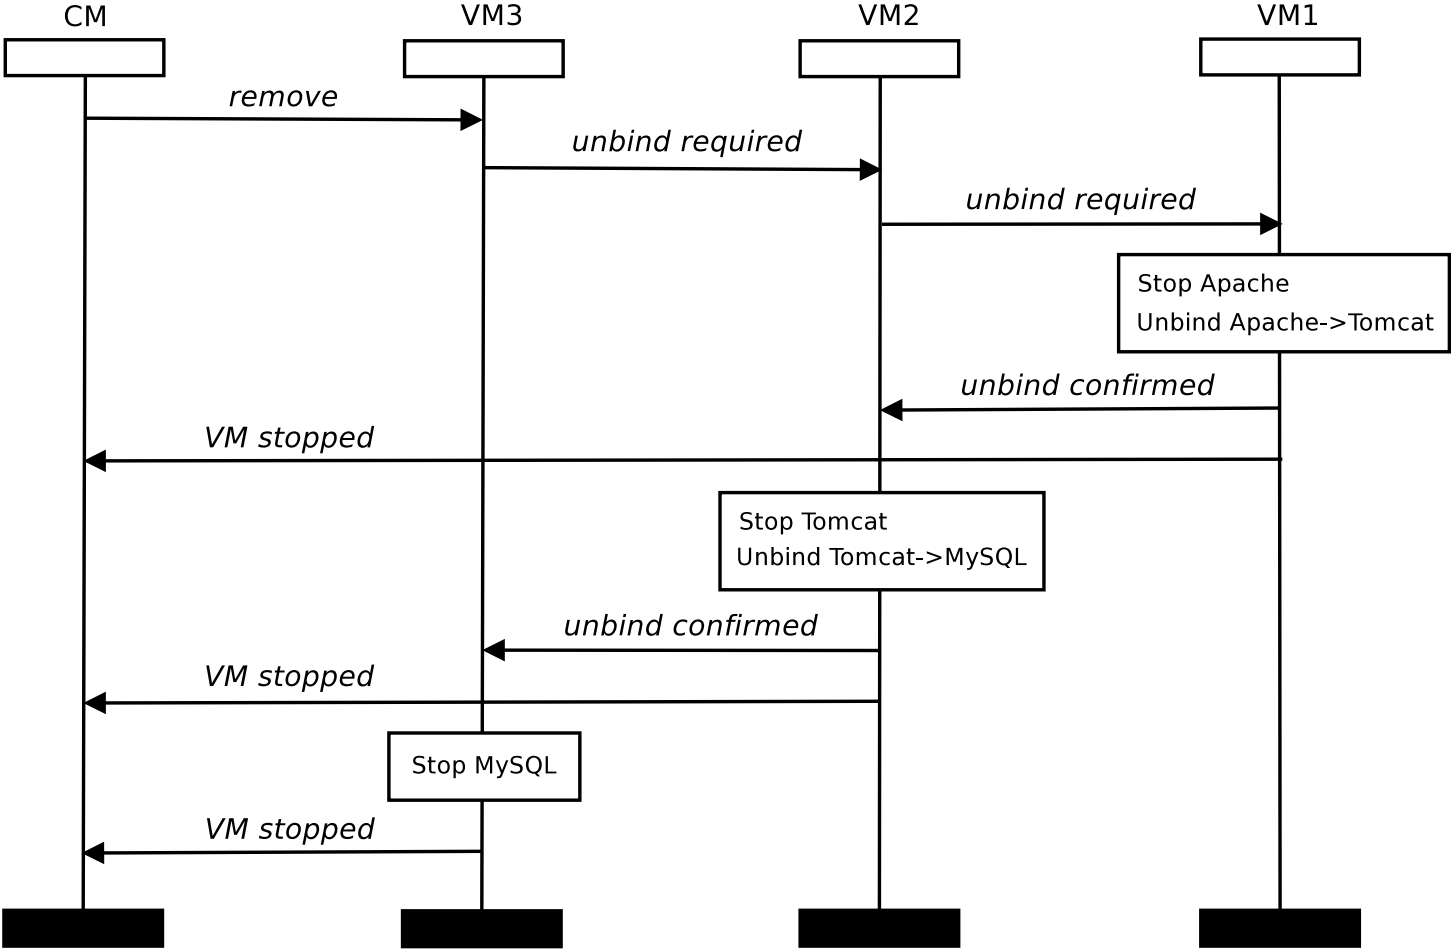 CM
VM3
VM2
VM1
remove
unbind required
unbind required
Stop Apache
Unbind Apache->Tomcat
unbind confirmed
VM stopped
Stop Tomcat
Unbind Tomcat->MySQL
unbind confirmed
VM stopped
Stop MySQL
VM stopped